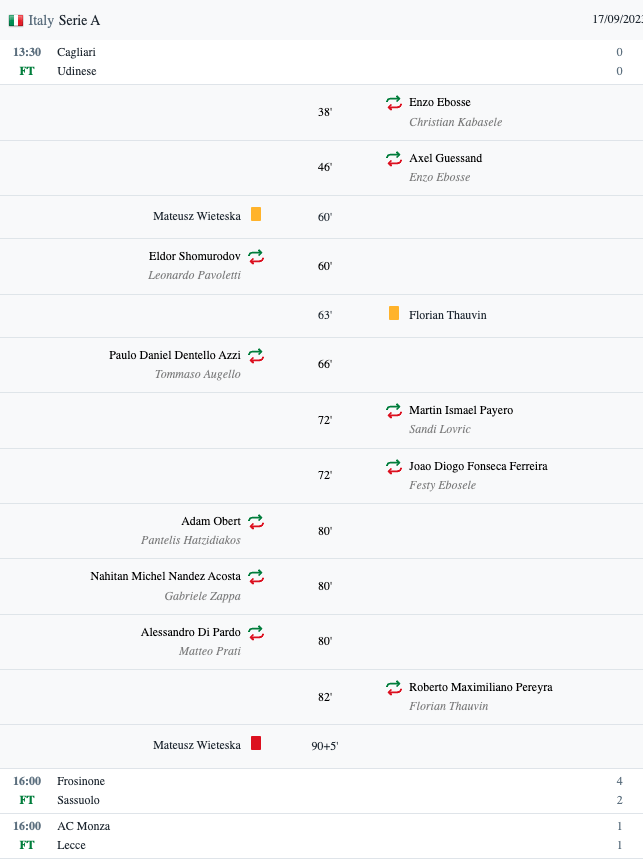 Italy Serie A 17/09/202
13:30 Cagliari 0
FT Udinese 0
38' Enzo Ebosse
Christian Kabasele
46' Axel Guessand
Enzo Ebosse
Mateusz Wieteska 60'
Eldor Shomurodov 60'
Leonardo Pavoletti
63' Florian Thauvin
Paulo Daniel Dentello Azzi 66'
Tommaso Augello
72' Martin Ismael Payero
Sandi Lovric
72' Joao Diogo Fonseca Ferreira
Festy Ebosele
Adam Obert 80'
Pantelis Hatzidiakos
Nahitan Michel Nandez Acosta 80'
Gabriele Zappa
Alessandro Di Pardo 80'
Matteo Prati
82' Roberto Maximiliano Pereyra
Florian Thauvin
Mateusz Wieteska 90+5'
16:00 Frosinone 4
FT Sassuolo 2
16:00 AC Monza 1
FT Lecce 1